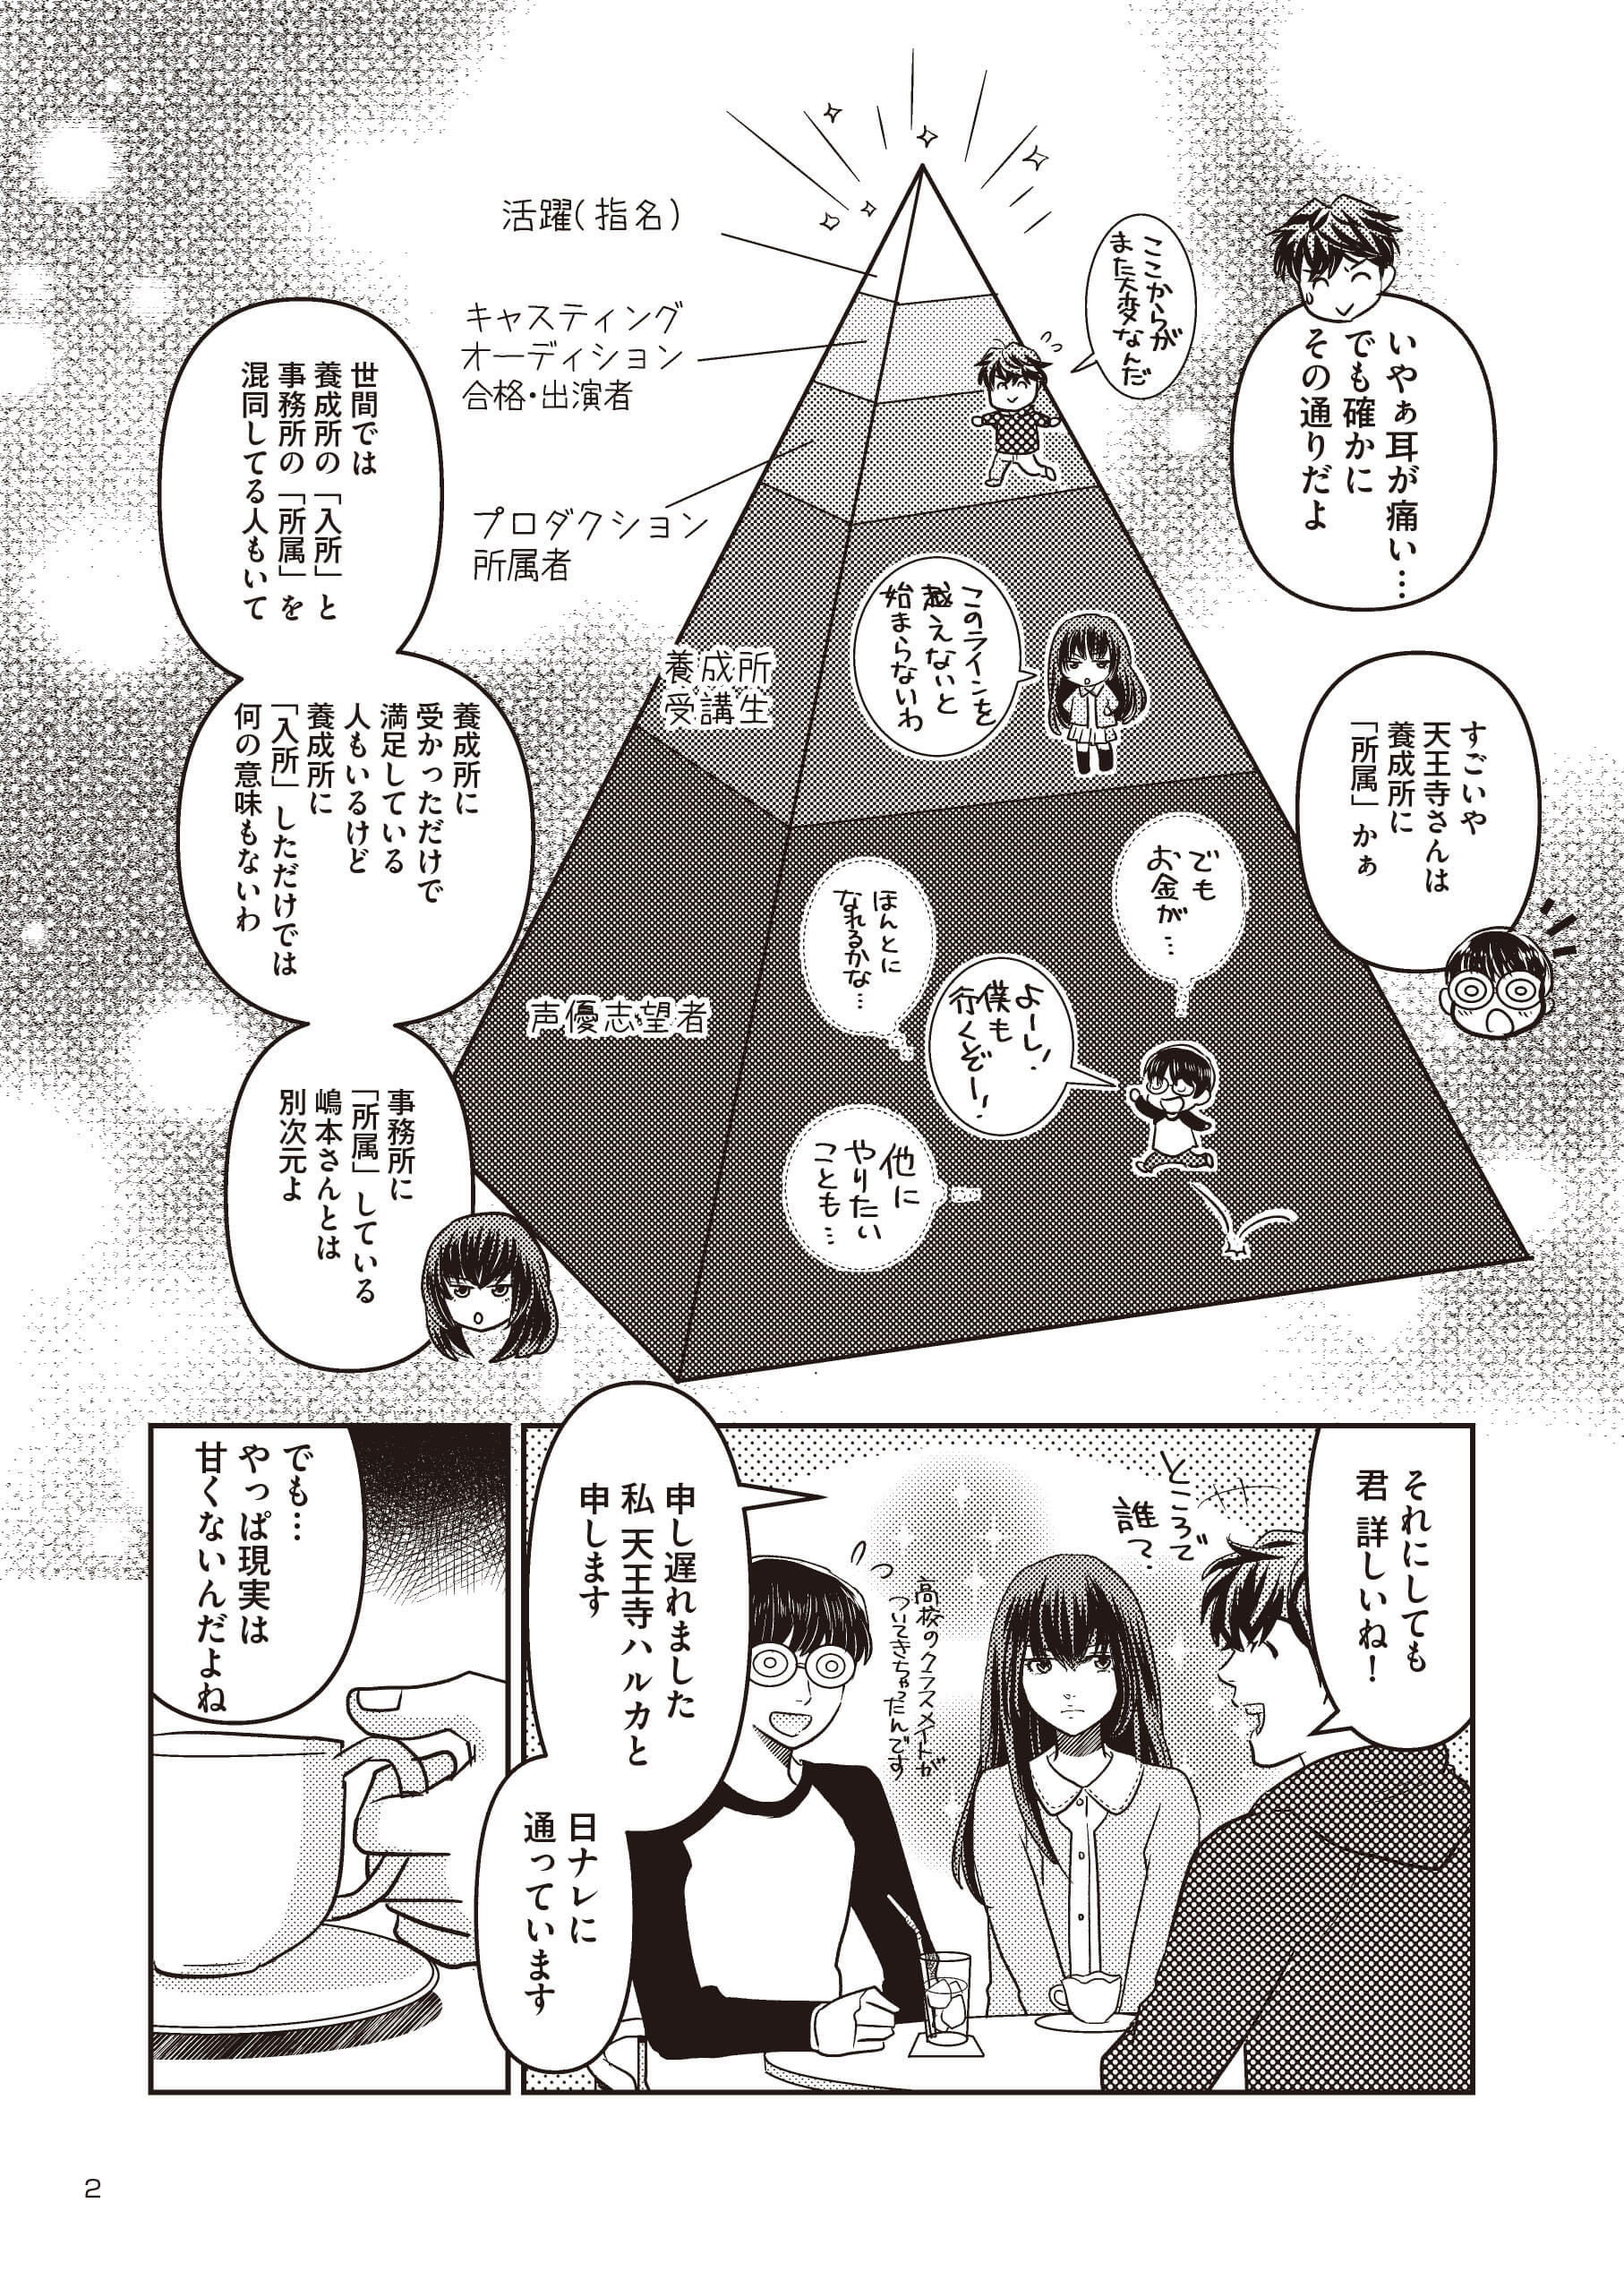 いやぁ耳が痛い…
でも確かに
その通りだよ
ここからが
また大変なんだ
活躍(指名)
キャスティング
オーディション
合格・出演者
プロダクション
所属者
養成所
受講生
声優志望者
このラインを
越えないと
始まらないわ
すごいや
天王寺さんは
養成所に
「所属」かぁ
でも
お金が…
ほんとに
なれるかな…
よーし!
僕も
行くぞー!
他に
やりたい
ことも…
世間では
養成所の「入所」と
事務所の「所属」を
混同してる人もいて
養成所に
受かっただけで
満足している
人もいるけど
養成所に
「入所」しただけでは
何の意味もないわ
事務所に
「所属」している
嶋本さんとは
別次元よ
それにしても
君 詳しいね!
ところで
誰?
高校のクラスメートが
ついてきちゃったんです
申し遅れました
私 天王寺ハルカと
申します
日ナレに
通っています
でも…
やっぱ現実は
甘くないんだよね
2